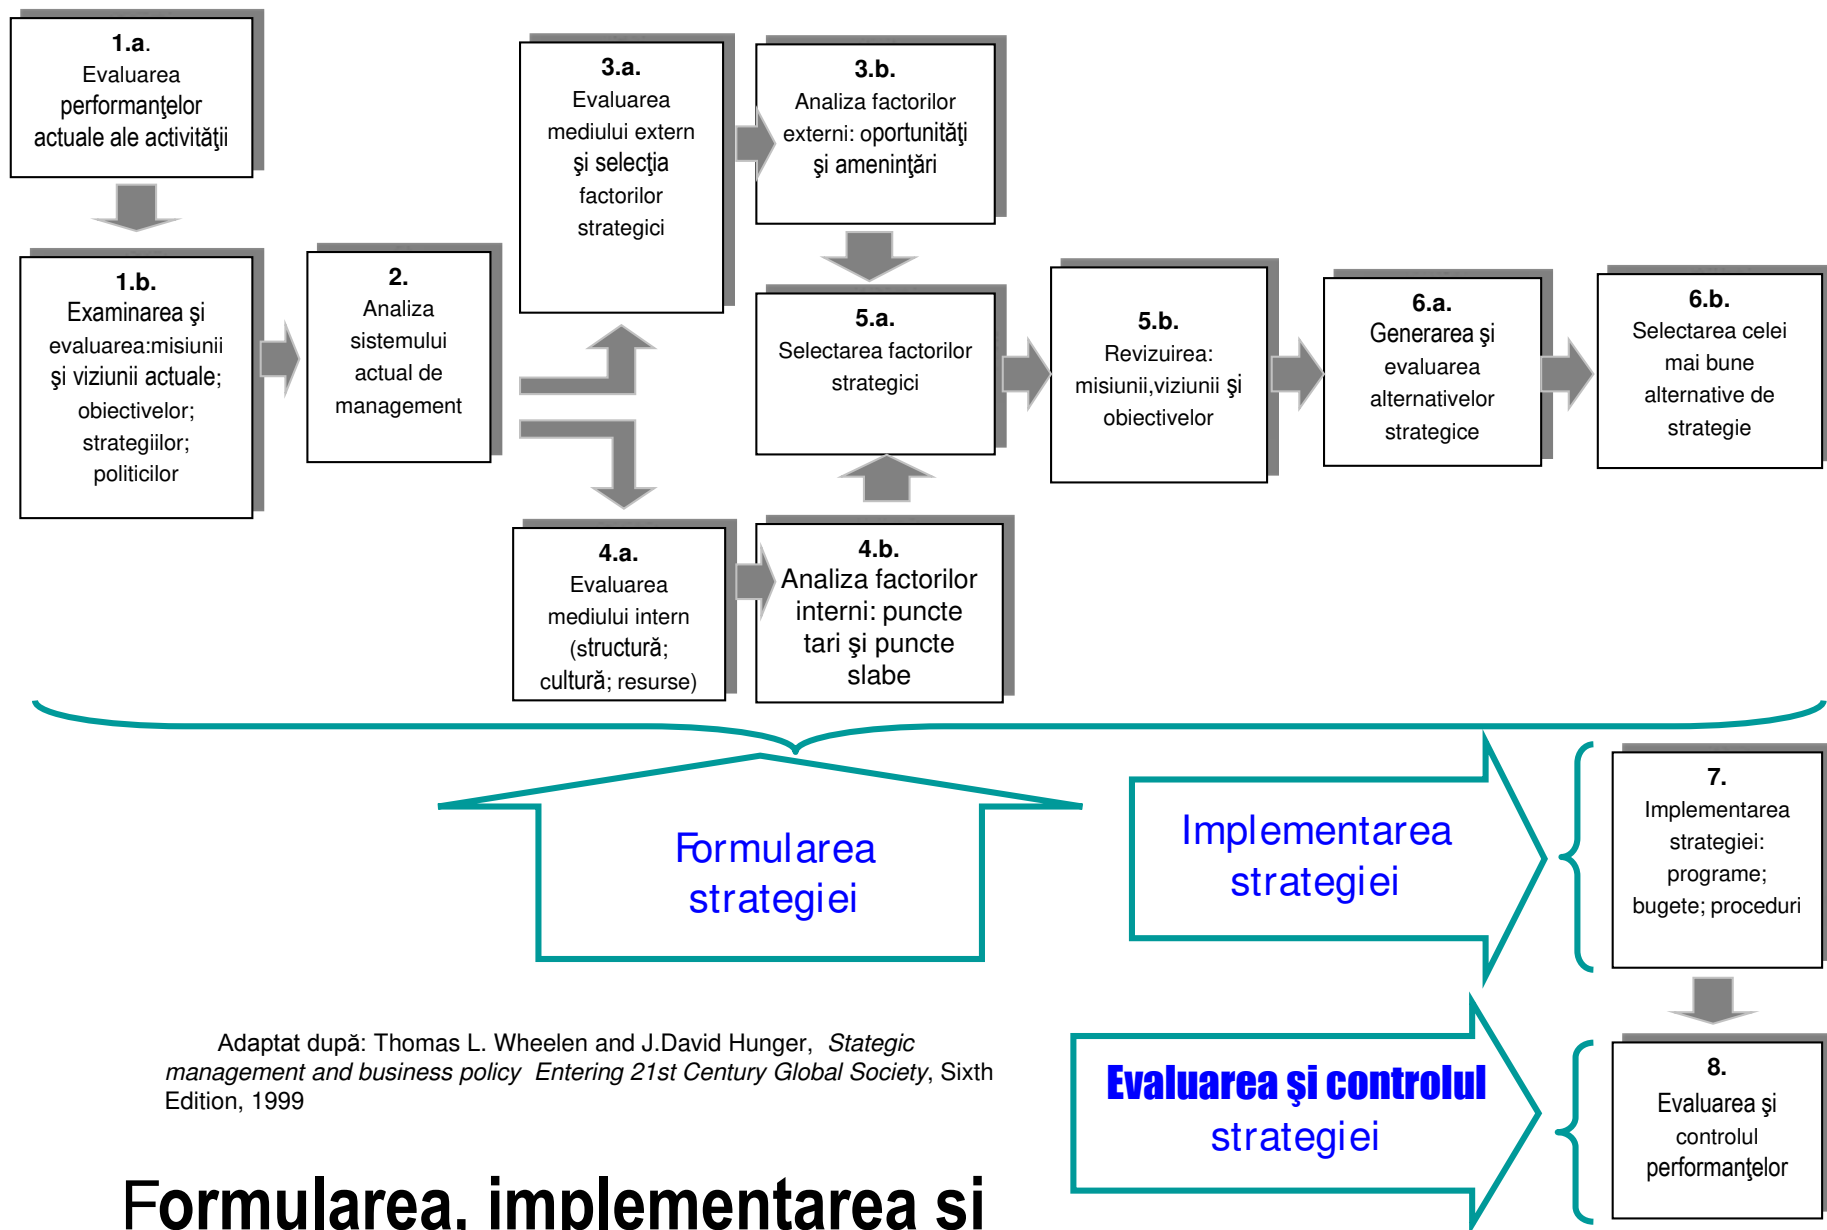 1.a.
Evaluarea
performanţelor
actuale ale activităţii
1.b.
Examinarea şi
evaluarea:misiunii
şi viziunii actuale;
obiectivelor;
strategiilor;
politicilor
2.
Analiza
sistemului
actual de
management
3.a.
Evaluarea
mediului extern
şi selecţia
factorilor
strategici
3.b.
Analiza factorilor
externi: oportunităţi
şi ameninţări
4.a.
Evaluarea
mediului intern
(structură;
cultură; resurse)
4.b.
Analiza factorilor
interni: puncte
tari şi puncte
slabe
5.a.
Selectarea factorilor
strategici
5.b.
Revizuirea:
misiunii,viziunii şi
obiectivelor
6.a.
Generarea şi
evaluarea
alternativelor
strategice
6.b.
Selectarea celei
mai bune
alternative de
strategie
Formularea
strategiei
Implementarea
strategiei
7.
Implementarea
strategiei:
programe;
bugete; proceduri
Evaluarea şi controlul
strategiei
8.
Evaluarea şi
controlul
performanţelor
Adaptat după: Thomas L. Wheelen and J.David Hunger, Stategic
management and business policy Entering 21st Century Global Society, Sixth
Edition, 1999
Formularea, implementarea si